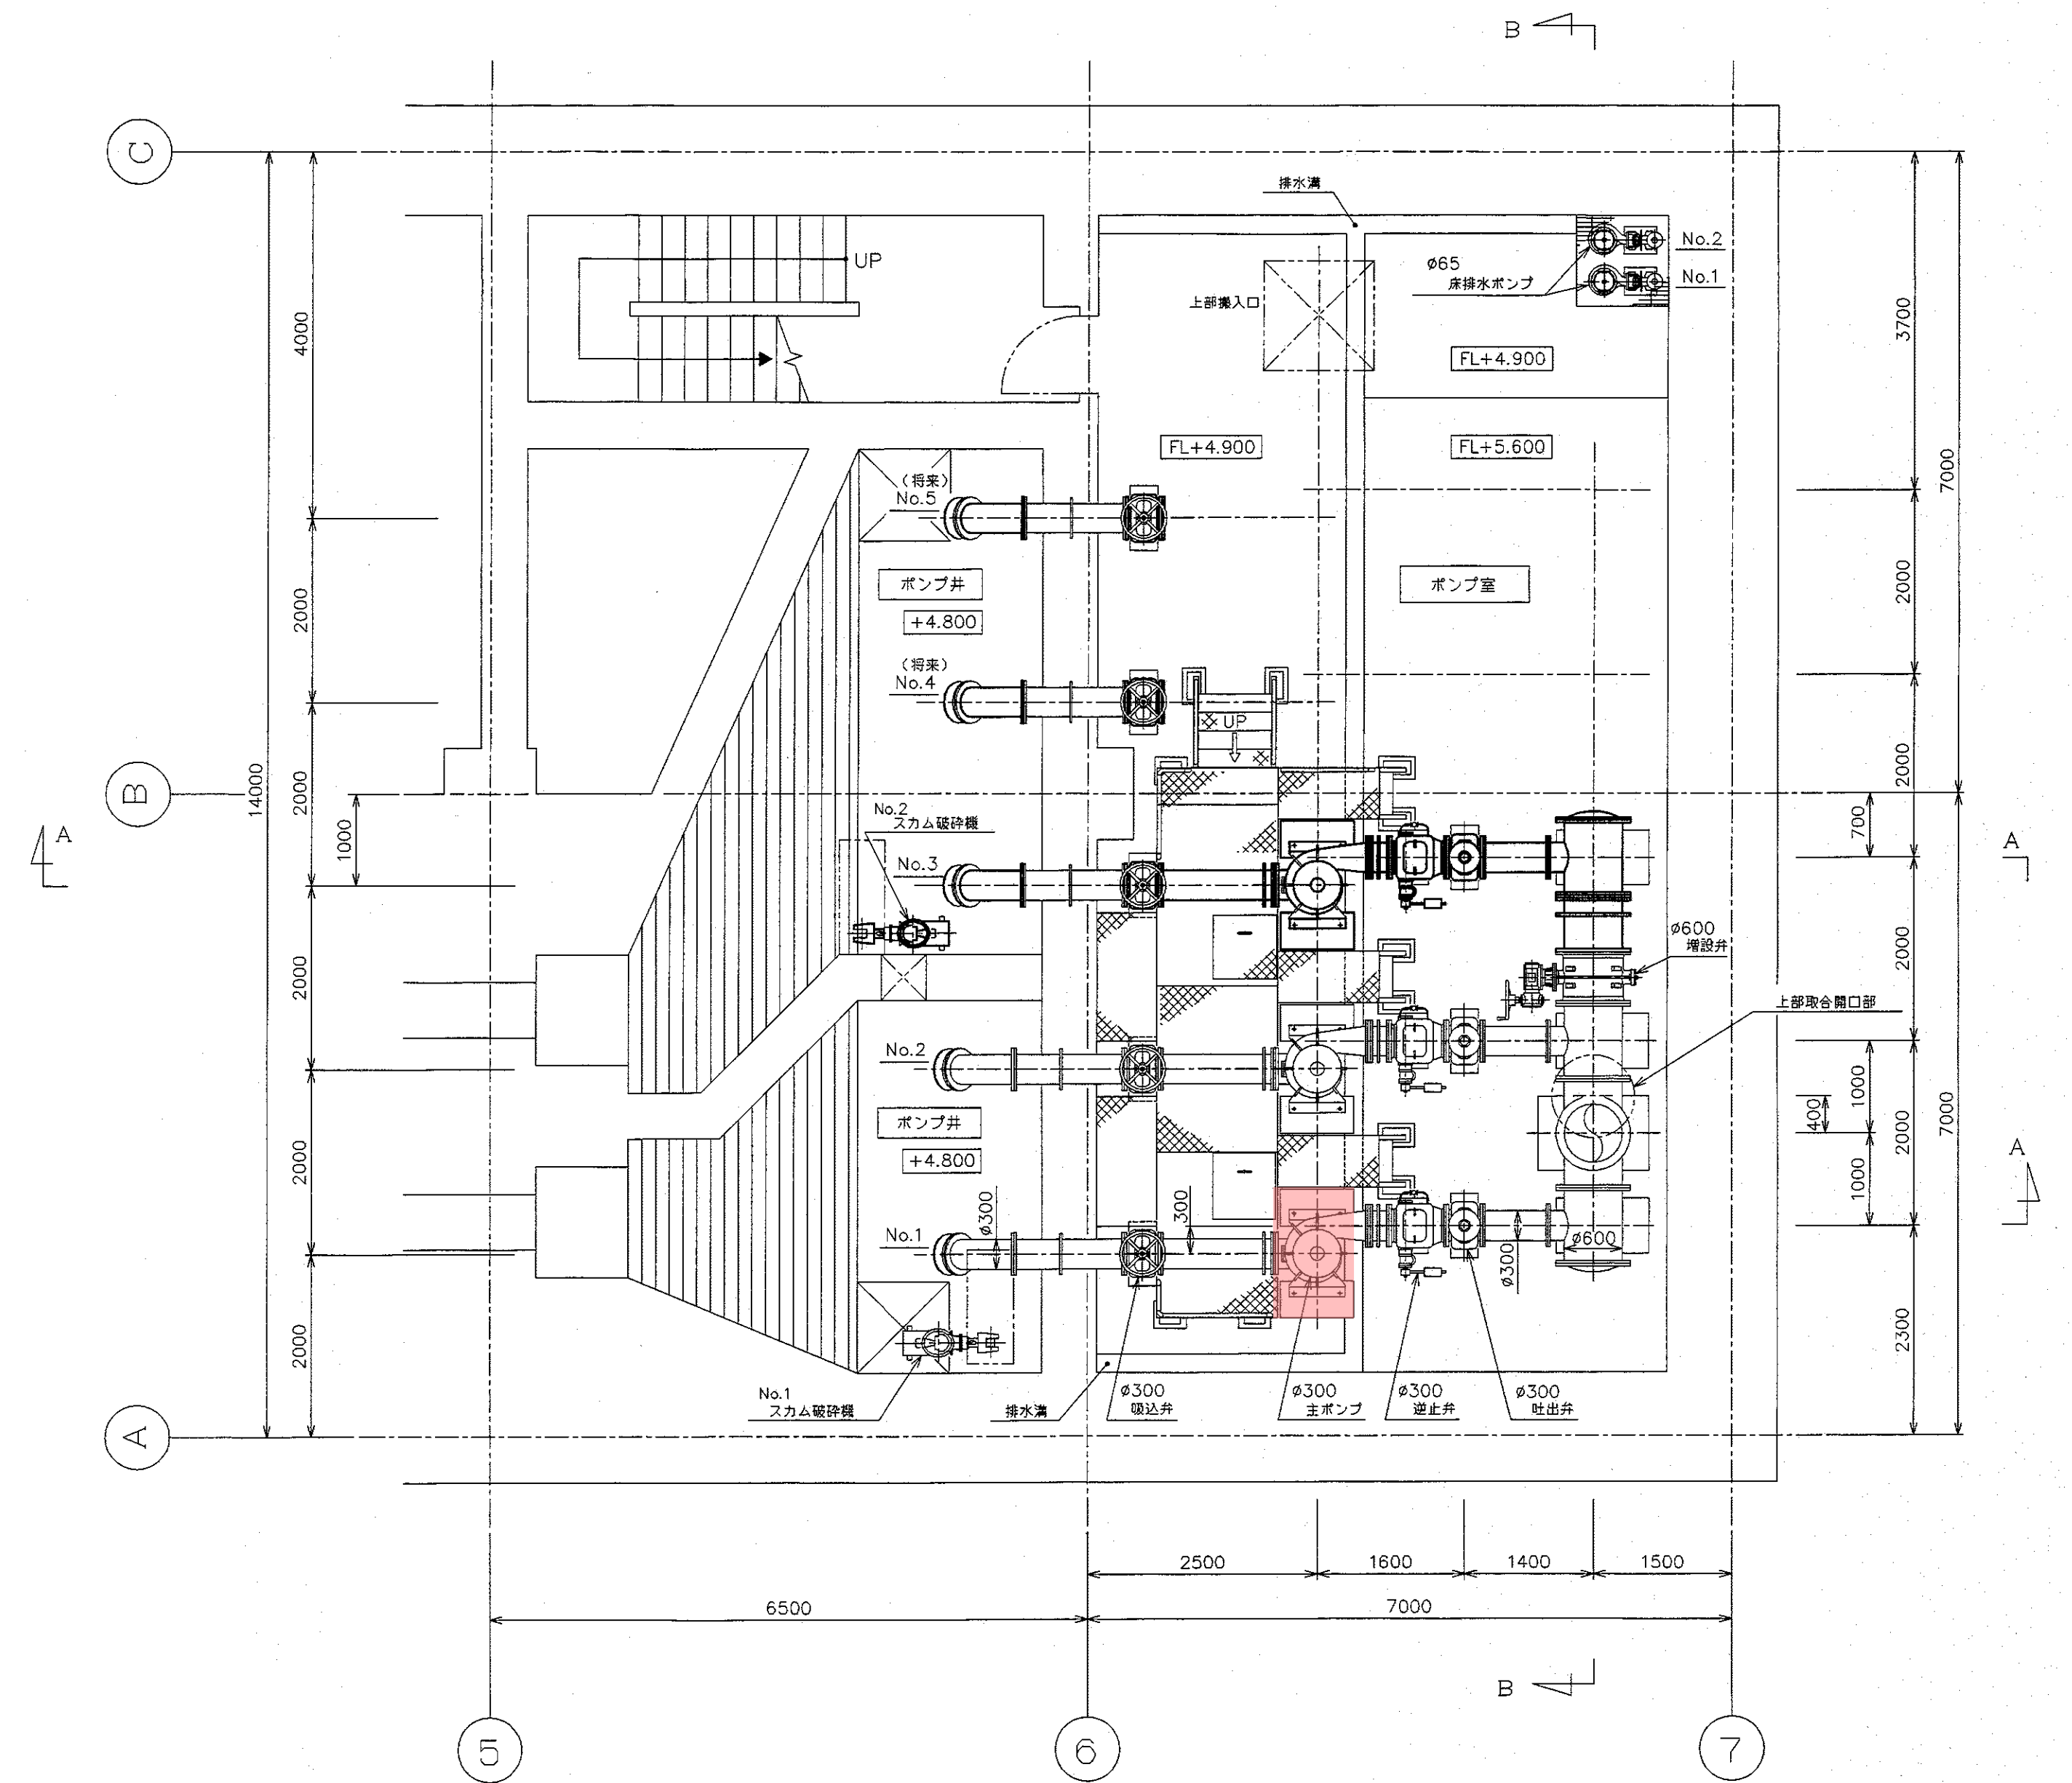 B
C
排水溝
No.2
UP
ø65
床排水ポンプ
No.1
上部搬入口
4000
3700
FL+4.900
FL+4.900
FL+5.600
7000
(将来)
No.5
ポンプ井
ポンプ室
2000
2000
+4.800
(将来)
No.4
UP
14000
B
2000
2000
1000
700
No.2
スカム破砕機
A
A
No.3
ø600
増設弁
2000
2000
上部取合開口部
No.2
ポンプ井
1000
400
2000
7000
+4.800
2000
1000
A
ø300
300
No.1
ø600
ø300
2000
2300
No.1
スカム破砕機
排水溝
ø300
吸込弁
ø300
主ポンプ
ø300
逆止弁
ø300
吐出弁
A
2500
1600
1400
1500
6500
7000
B
5
6
7